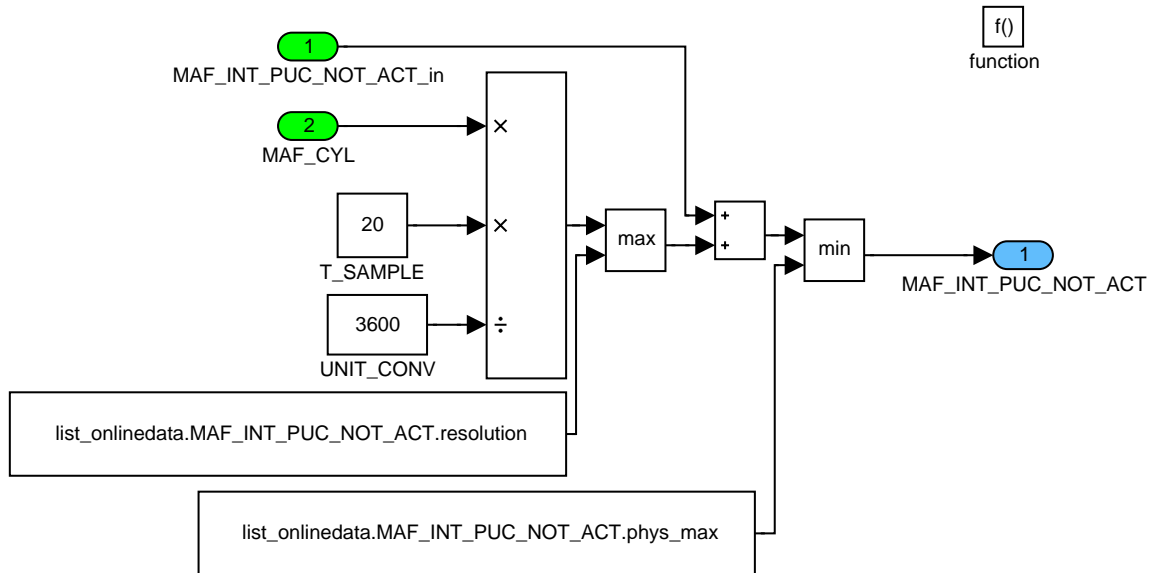 f()
function
1
MAF_INT_PUC_NOT_ACT_in
2
MAF_CYL
×
20
T_SAMPLE
×
3600
UNIT_CONV
÷
max
+
+
min
1
MAF_INT_PUC_NOT_ACT
list_onlinedata.MAF_INT_PUC_NOT_ACT.resolution
list_onlinedata.MAF_INT_PUC_NOT_ACT.phys_max